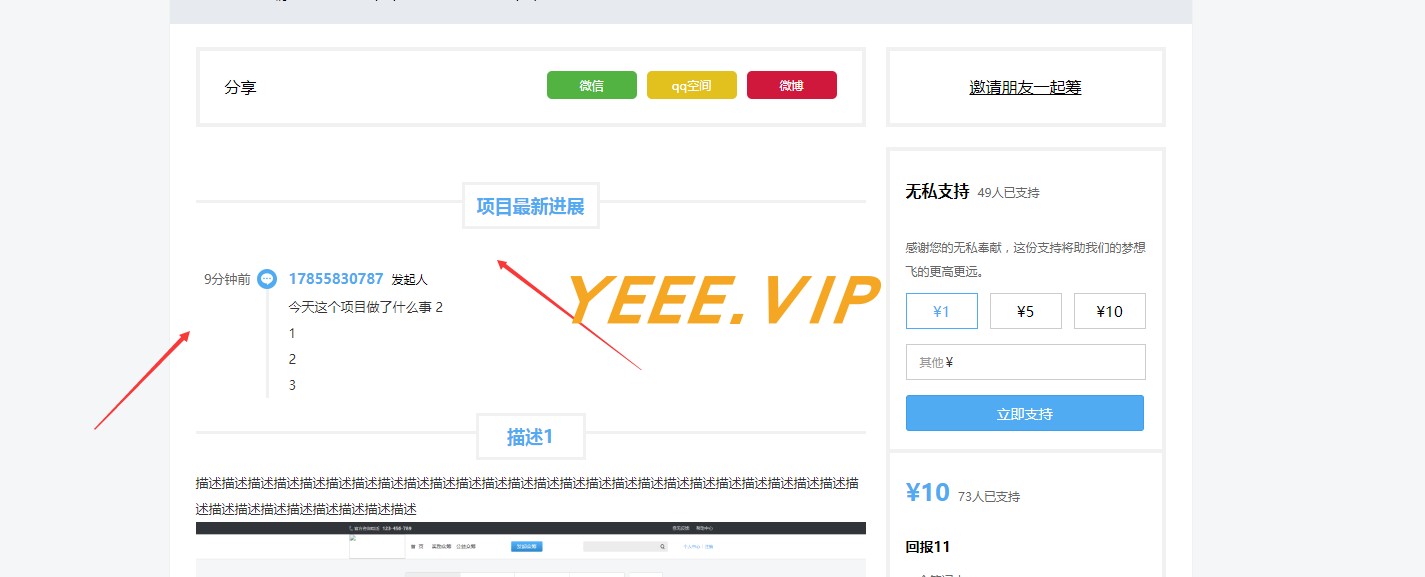 分享
微信
qq空间
微博
邀请朋友一起筹
项目最新进展
9分钟前
17855830787 发起人
今天这个项目做了什么事 2
1
2
3
YEEE.VIP
描述1
描述描述描述描述描述描述描述描述描述描述描述描述描述描述描述描述描述描述描述描述描述描述描述描述描述描
述描述描述描述描述描述描述描述描述
123-456-789
首 页
¥
无私支持 49人已支持
感谢您的无私奉献，这份支持将助我们的梦想
飞的更高更远。
¥1
¥5
¥10
其他 ¥
立即支持
¥10 73人已支持
回报11